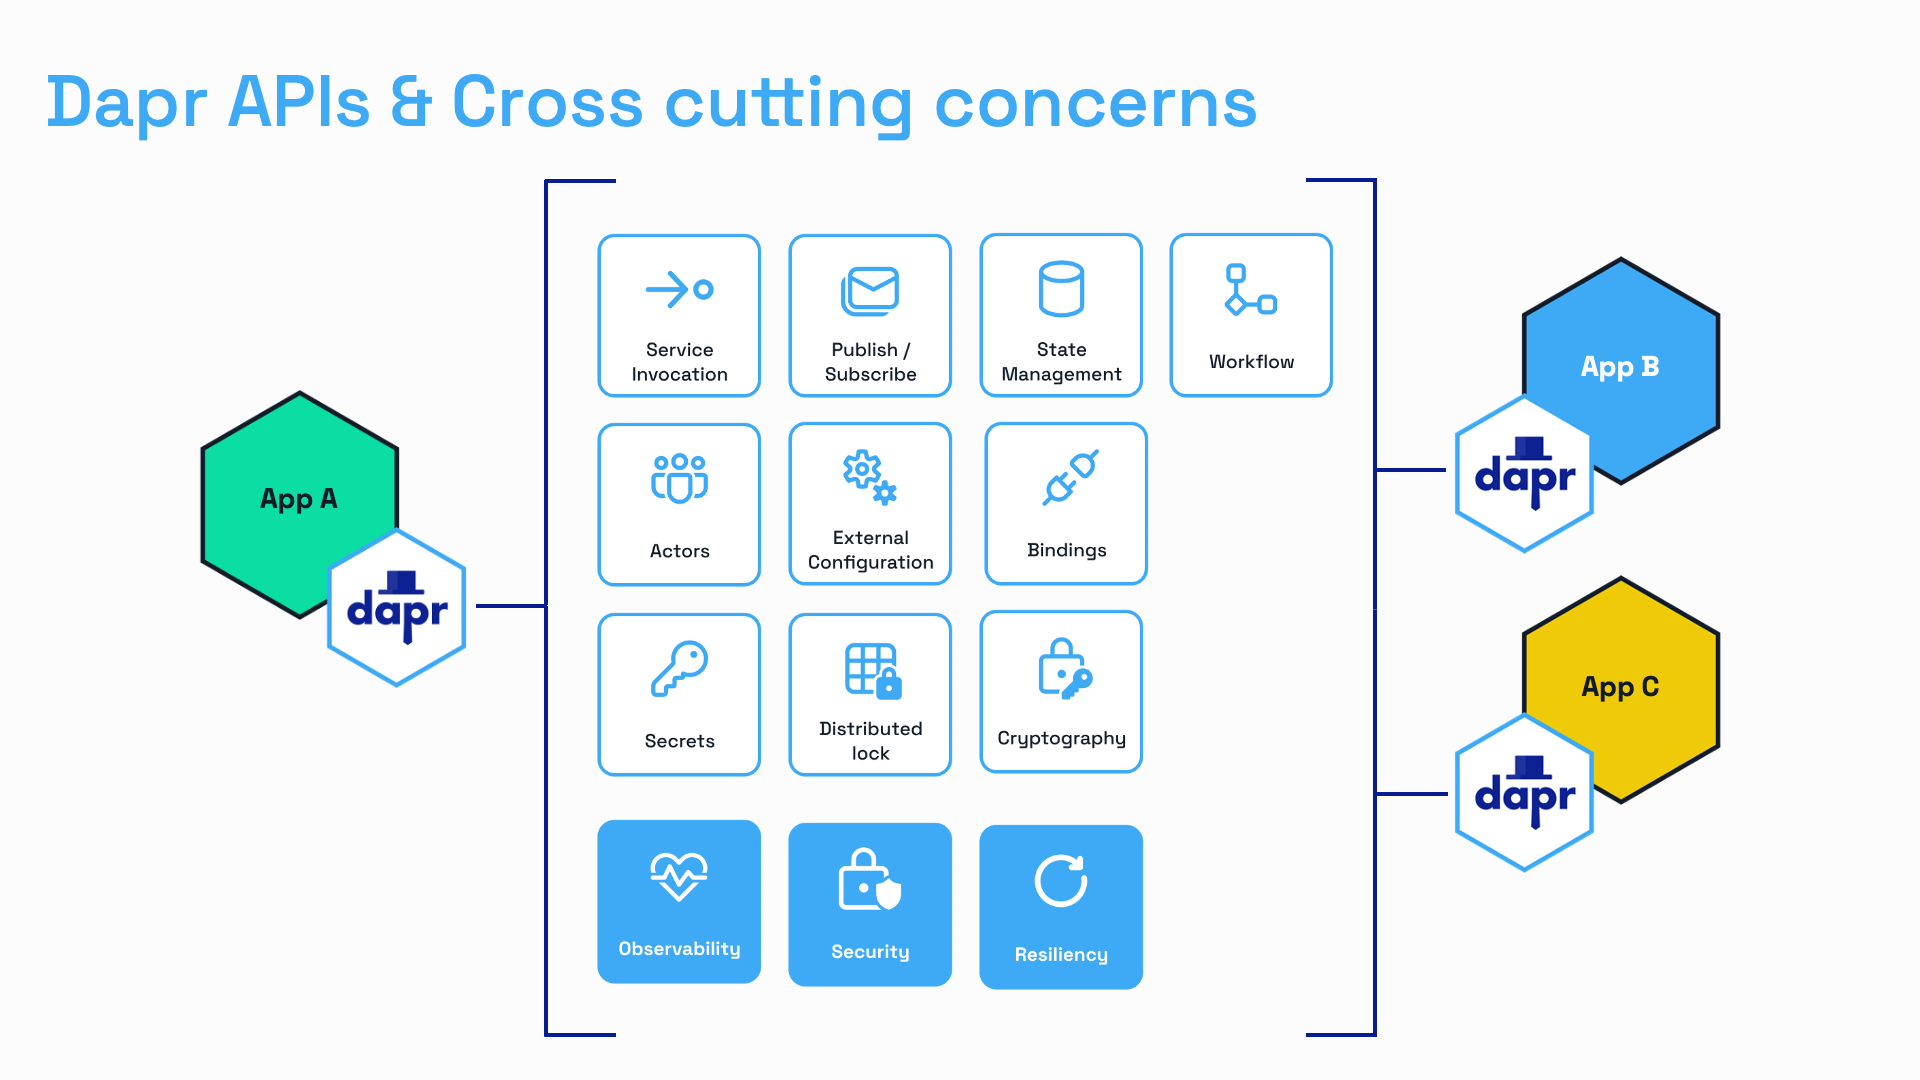 Dapr APIs & Cross cutting concerns
Service
Invocation
Publish /
Subscribe
State
Management
Workflow
Actors
External
Configuration
Bindings
Secrets
Distributed
lock
Cryptography
Observability
Security
Resiliency
App A
dapr
App B
dapr
App C
dapr